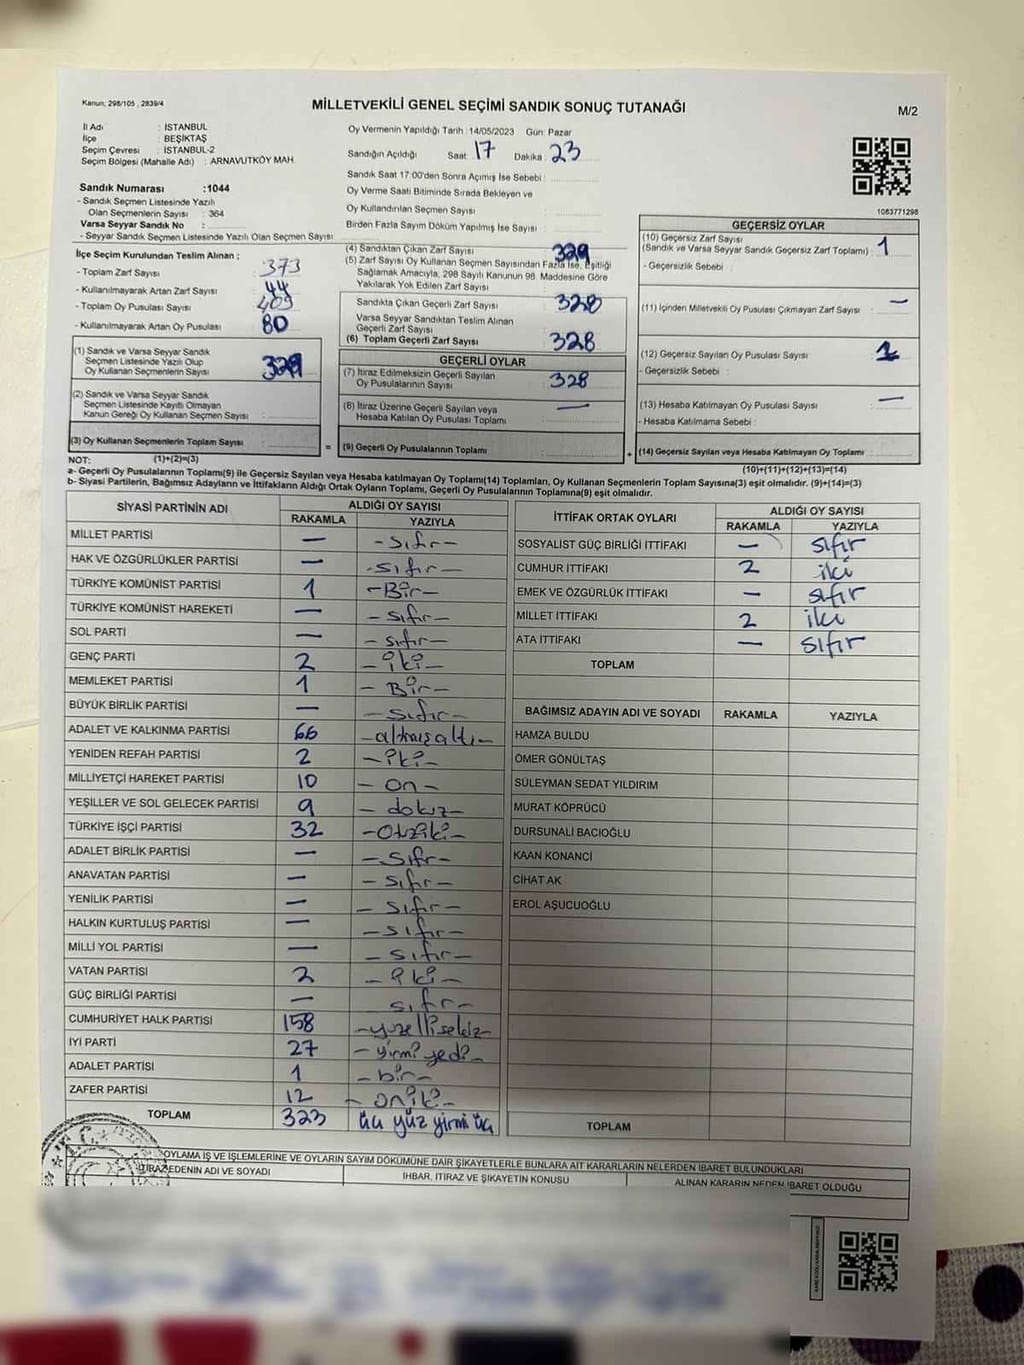 Kanun; 298/105 , 2839/4
MİLLETVEKİLİ GENEL SEÇİMİ SANDIK SONUÇ TUTANAĞI
M/2
İl Adı : İSTANBUL
İlçe : BEŞİKTAŞ
Seçim Çevresi : İSTANBUL-2
Seçim Bölgesi (Mahalle Adı) : ARNAVUTKÖY MAH.
Sandık Numarası :1044
- Sandık Seçmen Listesinde Yazılı
Olan Seçmenlerin Sayısı : 364
Varsa Seyyar Sandık No :
- Seyyar Sandık Seçmen Listesinde Yazılı Olan Seçmen Sayısı
Oy Vermenin Yapıldığı Tarih :14/05/2023 Gün: Pazar
Sandığın Açıldığı Saat : 17 Dakika : 23
Sandık Saat 17:00'den Sonra Açımış İse Sebebi :
Oy Verme Saati Bitiminde Sırada Bekleyen ve
Oy Kullandırılan Seçmen Sayısı :
Birden Fazla Sayım Döküm Yapılmış İse Sayısı :
1083771298
İlçe Seçim Kurulundan Teslim Alınan ;
- Toplam Zarf Sayısı : 373
- Kullanılmayarak Artan Zarf Sayısı : 44
- Toplam Oy Pusulası Sayısı : 409
- Kullanılmayarak Artan Oy Pusulası : 80
(1) Sandık ve Varsa Seyyar Sandık
Seçmen Listesinde Yazılı Olup
Oy Kullanan Seçmenlerin Sayısı : 329
(2) Sandık ve Varsa Seyyar Sandık
Seçmen Listesinde Kayıtlı Olmayan
Kanun Gereği Oy Kullanan Seçmen Sayısı :
(3) Oy Kullanan Seçmenlerin Toplam Sayısı :
(4) Sandıktan Çıkan Zarf Sayısı : 329
(5) Zarf Sayısı Oy Kullanan Seçmen Sayısından Fazla İse, Eşitliği
Sağlamak Amacıyla, 298 Sayılı Kanunun 98. Maddesine Göre
Yakılarak Yok Edilen Zarf Sayısı :
Sandıkta Çıkan Geçerli Zarf Sayısı : 328
Varsa Seyyar Sandıktan Teslim Alınan
Geçerli Zarf Sayısı :
(6) Toplam Geçerli Zarf Sayısı : 328
GEÇERLİ OYLAR
(7) İtiraz Edilmeksizin Geçerli Sayılan
Oy Pusulalarının Sayısı : 328
(8) İtiraz Üzerine Geçerli Sayılan veya
Hesaba Katılan Oy Pusulası Toplamı : —
= (9) Geçerli Oy Pusulalarının Toplamı :
GEÇERSİZ OYLAR
(10) Geçersiz Zarf Sayısı
(Sandık ve Varsa Seyyar Sandık Geçersiz Zarf Toplamı) : 1
- Geçersizlik Sebebi :
(11) İçinden Milletvekili Oy Pusulası Çıkmayan Zarf Sayısı : —
(12) Geçersiz Sayılan Oy Pusulası Sayısı :
- Geçersizlik Sebebi :
(13) Hesaba Katılmayan Oy Pusulası Sayısı : —
- Hesaba Katılmama Sebebi :
+ (14) Geçersiz Sayılan veya Hesaba Katılmayan Oy Toplamı :
NOT: (1)+(2)=(3)
(10)+(11)+(12)+(13)=(14)
a- Geçerli Oy Pusulasının Toplamı(9) ile Geçersiz Sayılan veya Hesaba katılmayan Oy Toplamı(14) Toplamları, Oy Kullanan Seçmenlerin Toplam Sayısına(3) eşit olmalıdır. (9)+(14)=(3)
b- Siyasi Partilerin, Bağımsız Adayların ve İttifakların Aldığı Ortak Oyların Toplamı, Geçerli Oy Pusulalarının Toplamına(9) eşit olmalıdır.
SİYASİ PARTİNİN ADI ALDIĞI OY SAYISI
RAKAMLA YAZIYLA
MİLLET PARTİSİ — -sıfır-
HAK VE ÖZGÜRLÜKLER PARTİSİ — -sıfır-
TÜRKİYE KOMÜNİST PARTİSİ 1 -Bir-
TÜRKİYE KOMÜNİST HAREKETİ — -sıfır-
SOL PARTİ — -sıfır-
GENÇ PARTİ 2 -iki-
MEMLEKET PARTİSİ 1 -Bir-
BÜYÜK BİRLİK PARTİSİ — -sıfır-
ADALET VE KALKINMA PARTİSİ 66 -altmışaltı-
YENİDEN REFAH PARTİSİ 2 -iki-
MİLLİYETÇİ HAREKET PARTİSİ 10 -on-
YEŞİLLER VE SOL GELECEK PARTİSİ 9 -dokuz-
TÜRKİYE İŞÇİ PARTİSİ 32 -Otziki-
ADALET BİRLİK PARTİSİ — -sıfır-
ANAVATAN PARTİSİ — -sıfır-
YENİLİK PARTİSİ — -sıfır-
HALKIN KURTULUŞ PARTİSİ — -sıfır-
MİLLİ YOL PARTİSİ — -sıfır-
VATAN PARTİSİ 2 -iki-
GÜÇ BİRLİĞİ PARTİSİ — sıfır-
CUMHURİYET HALK PARTİSİ 158 -yüzellisekiz-
İYİ PARTİ 27 -yirmiyedi-
ADALET PARTİSİ 1 -bir-
ZAFER PARTİSİ 12 -oniki-
TOPLAM 323 üç yüz yirmi üç
İTTİFAK ORTAK OYLARI ALDIĞI OY SAYISI
RAKAMLA YAZIYLA
SOSYALİST GÜÇ BİRLİĞİ İTTİFAKI — sıfır
CUMHUR İTTİFAKI 2 iki
EMEK VE ÖZGÜRLÜK İTTİFAKI — sıfır
MİLLET İTTİFAKI 2 iki
ATA İTTİFAKI — sıfır
TOPLAM
BAĞIMSIZ ADAYIN ADI VE SOYADI RAKAMLA YAZIYLA
HAMZA BULDU
ÖMER GÖNÜLTAŞ
SÜLEYMAN SEDAT YILDIRIM
MURAT KÖPRÜCÜ
DURSUNALİ BACIOĞLU
KAAN KONANCİ
CİHAT AK
EROL AŞUCUOĞLU
TOPLAM
OYLAMA İŞ VE İŞLEMLERİNE VE OYLARIN SAYIM DÖKÜMÜNE DAİR ŞİKAYETLERLE BUNLARA AİT KARARLARIN NELERDEN İBARET BULUNDUKLARI
İTİRAZ EDENİN ADI VE SOYADI İHBAR, İTİRAZ VE ŞİKAYETİN KONUSU ALINAN KARARIN NEDEN İBARET OLDUĞU